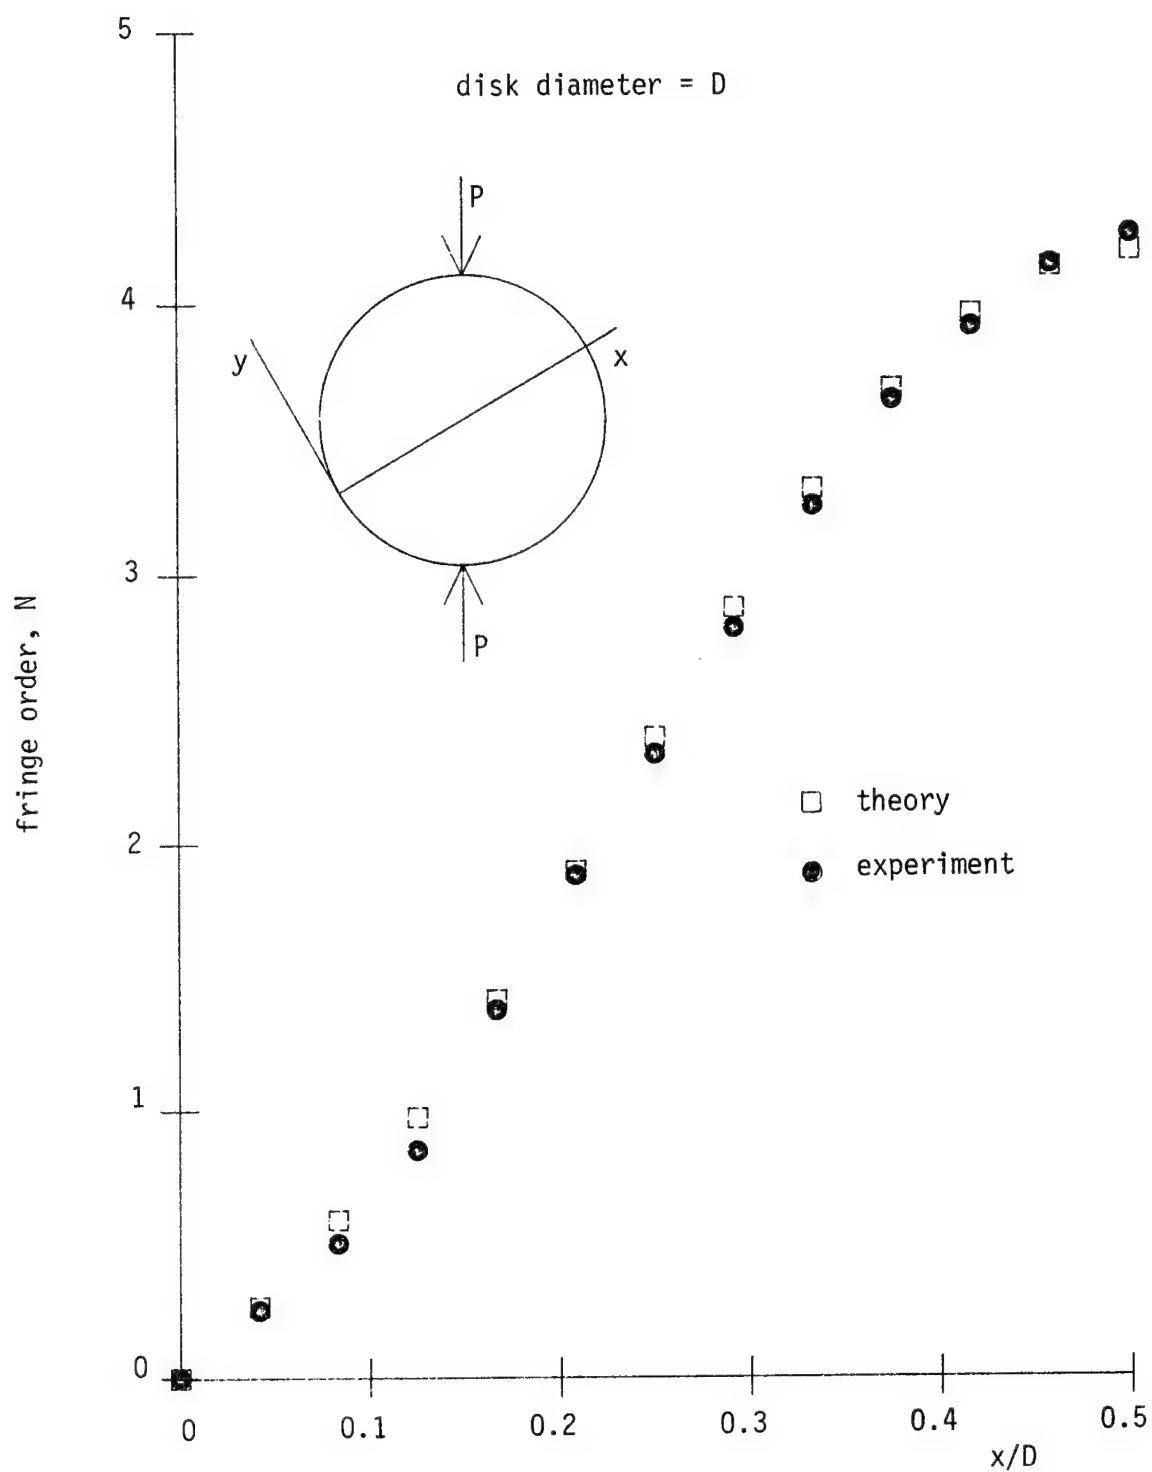 5
disk diameter = D
P
4
y
x
3
P
fringe order, N
theory
2
experiment
1
0
0 0.1 0.2 0.3 0.4 0.5
x/D